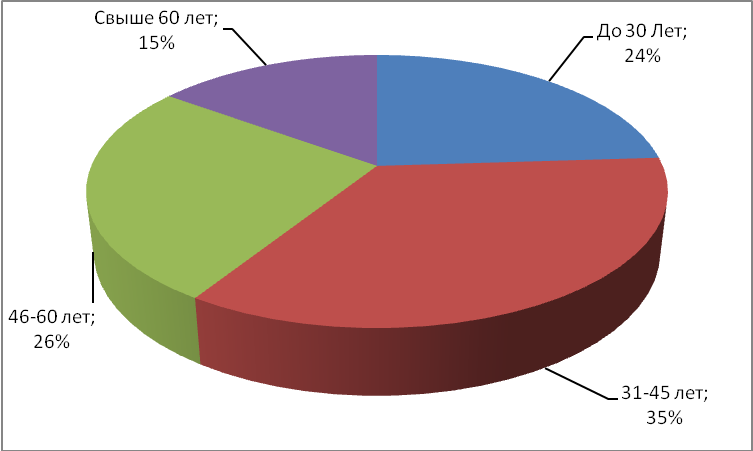 Свыше 60 лет;
15%
До 30 Лет;
24%
46-60 лет;
26%
31-45 лет;
35%